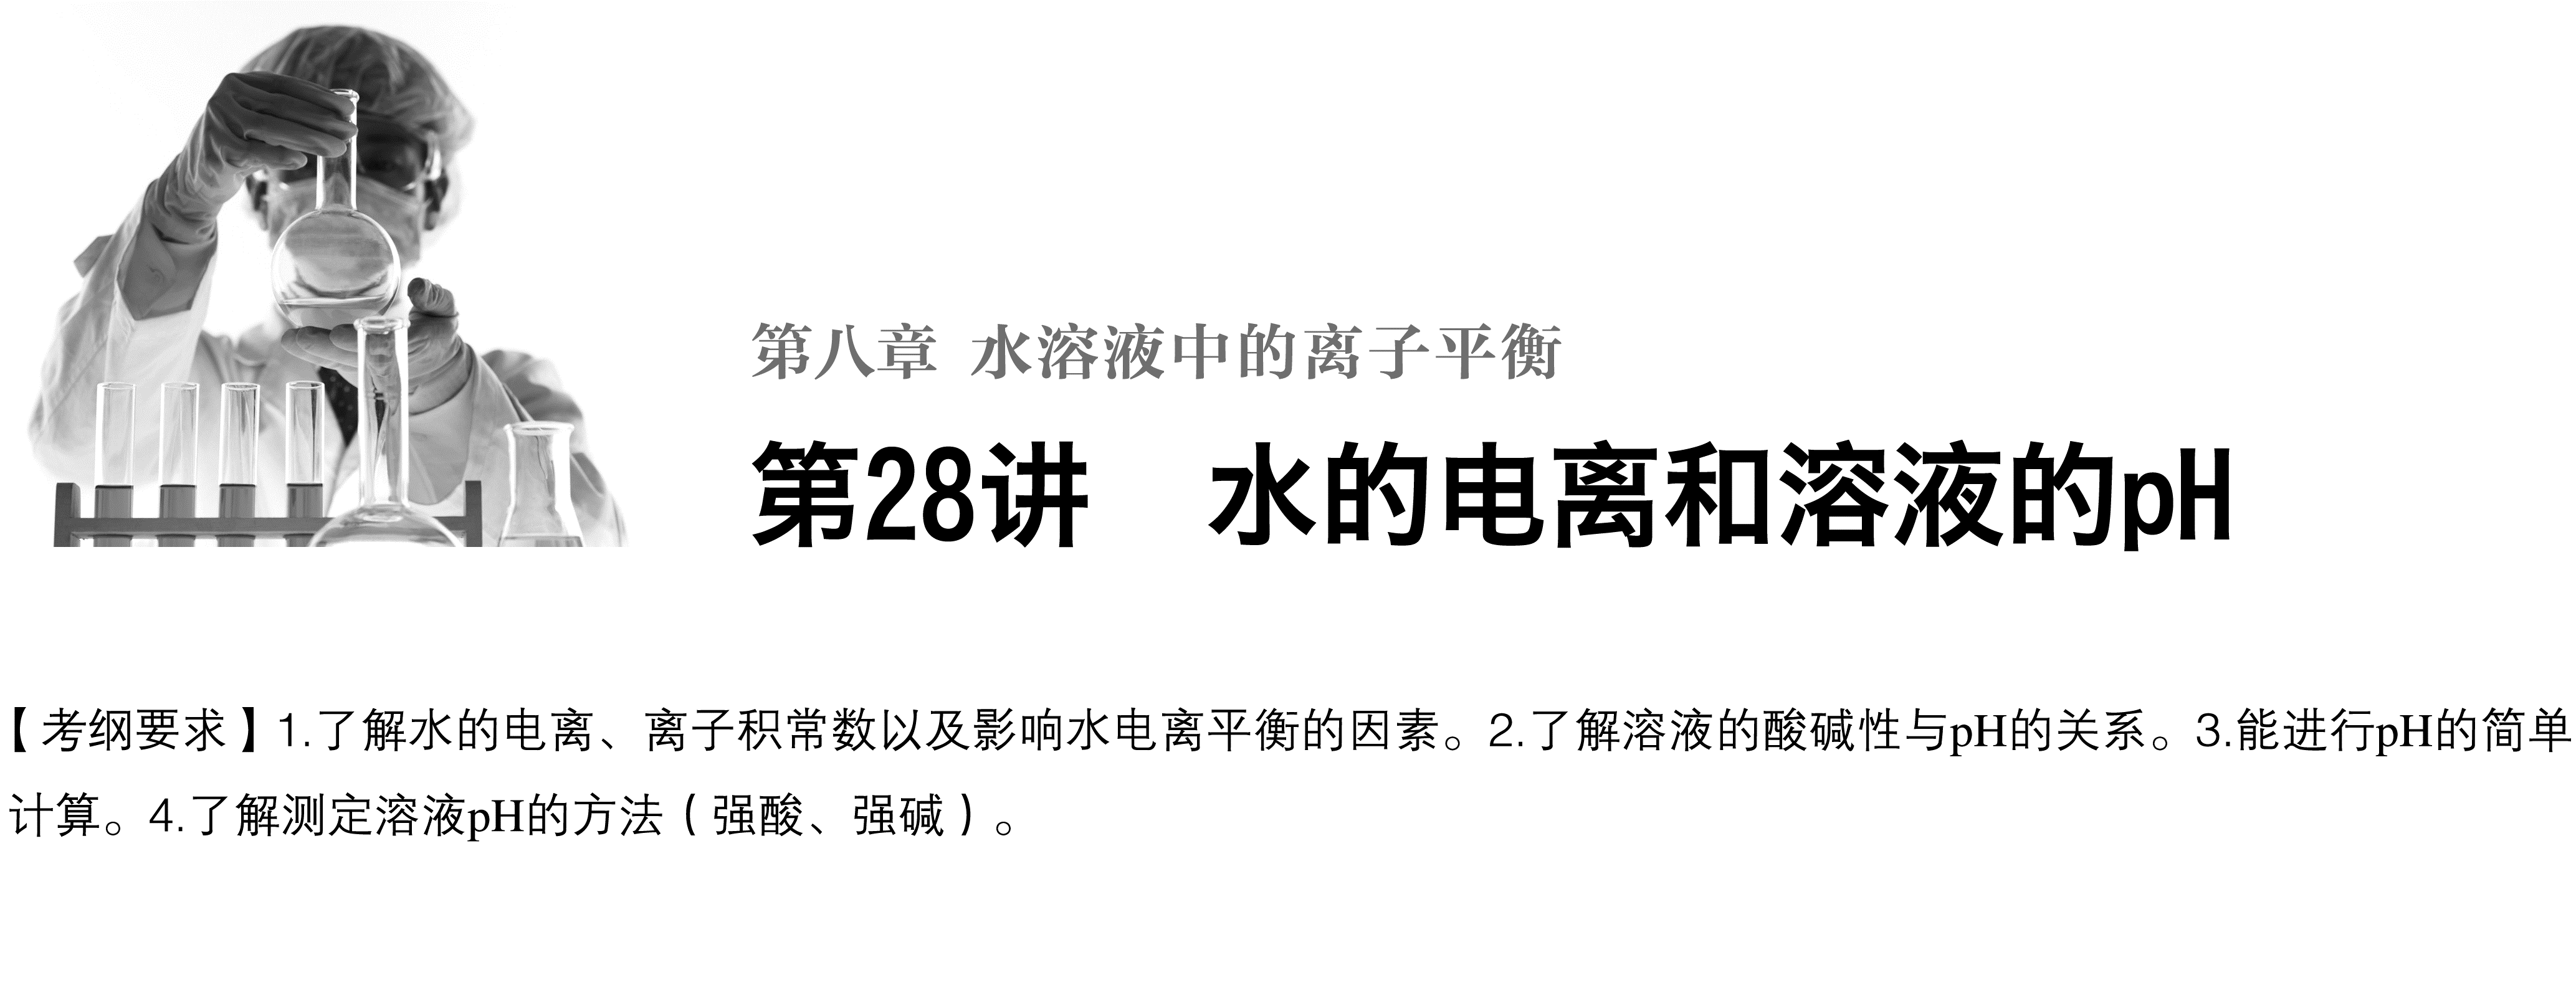 第八章 水溶液中的离子平衡
第28讲 水的电离和溶液的pH
【考纲要求】1.了解水的电离、离子积常数以及影响水电离平衡的因素。2.了解溶液的酸碱性与pH的关系。3.能进行pH的简单
计算。4.了解测定溶液pH的方法（强酸、强碱）。